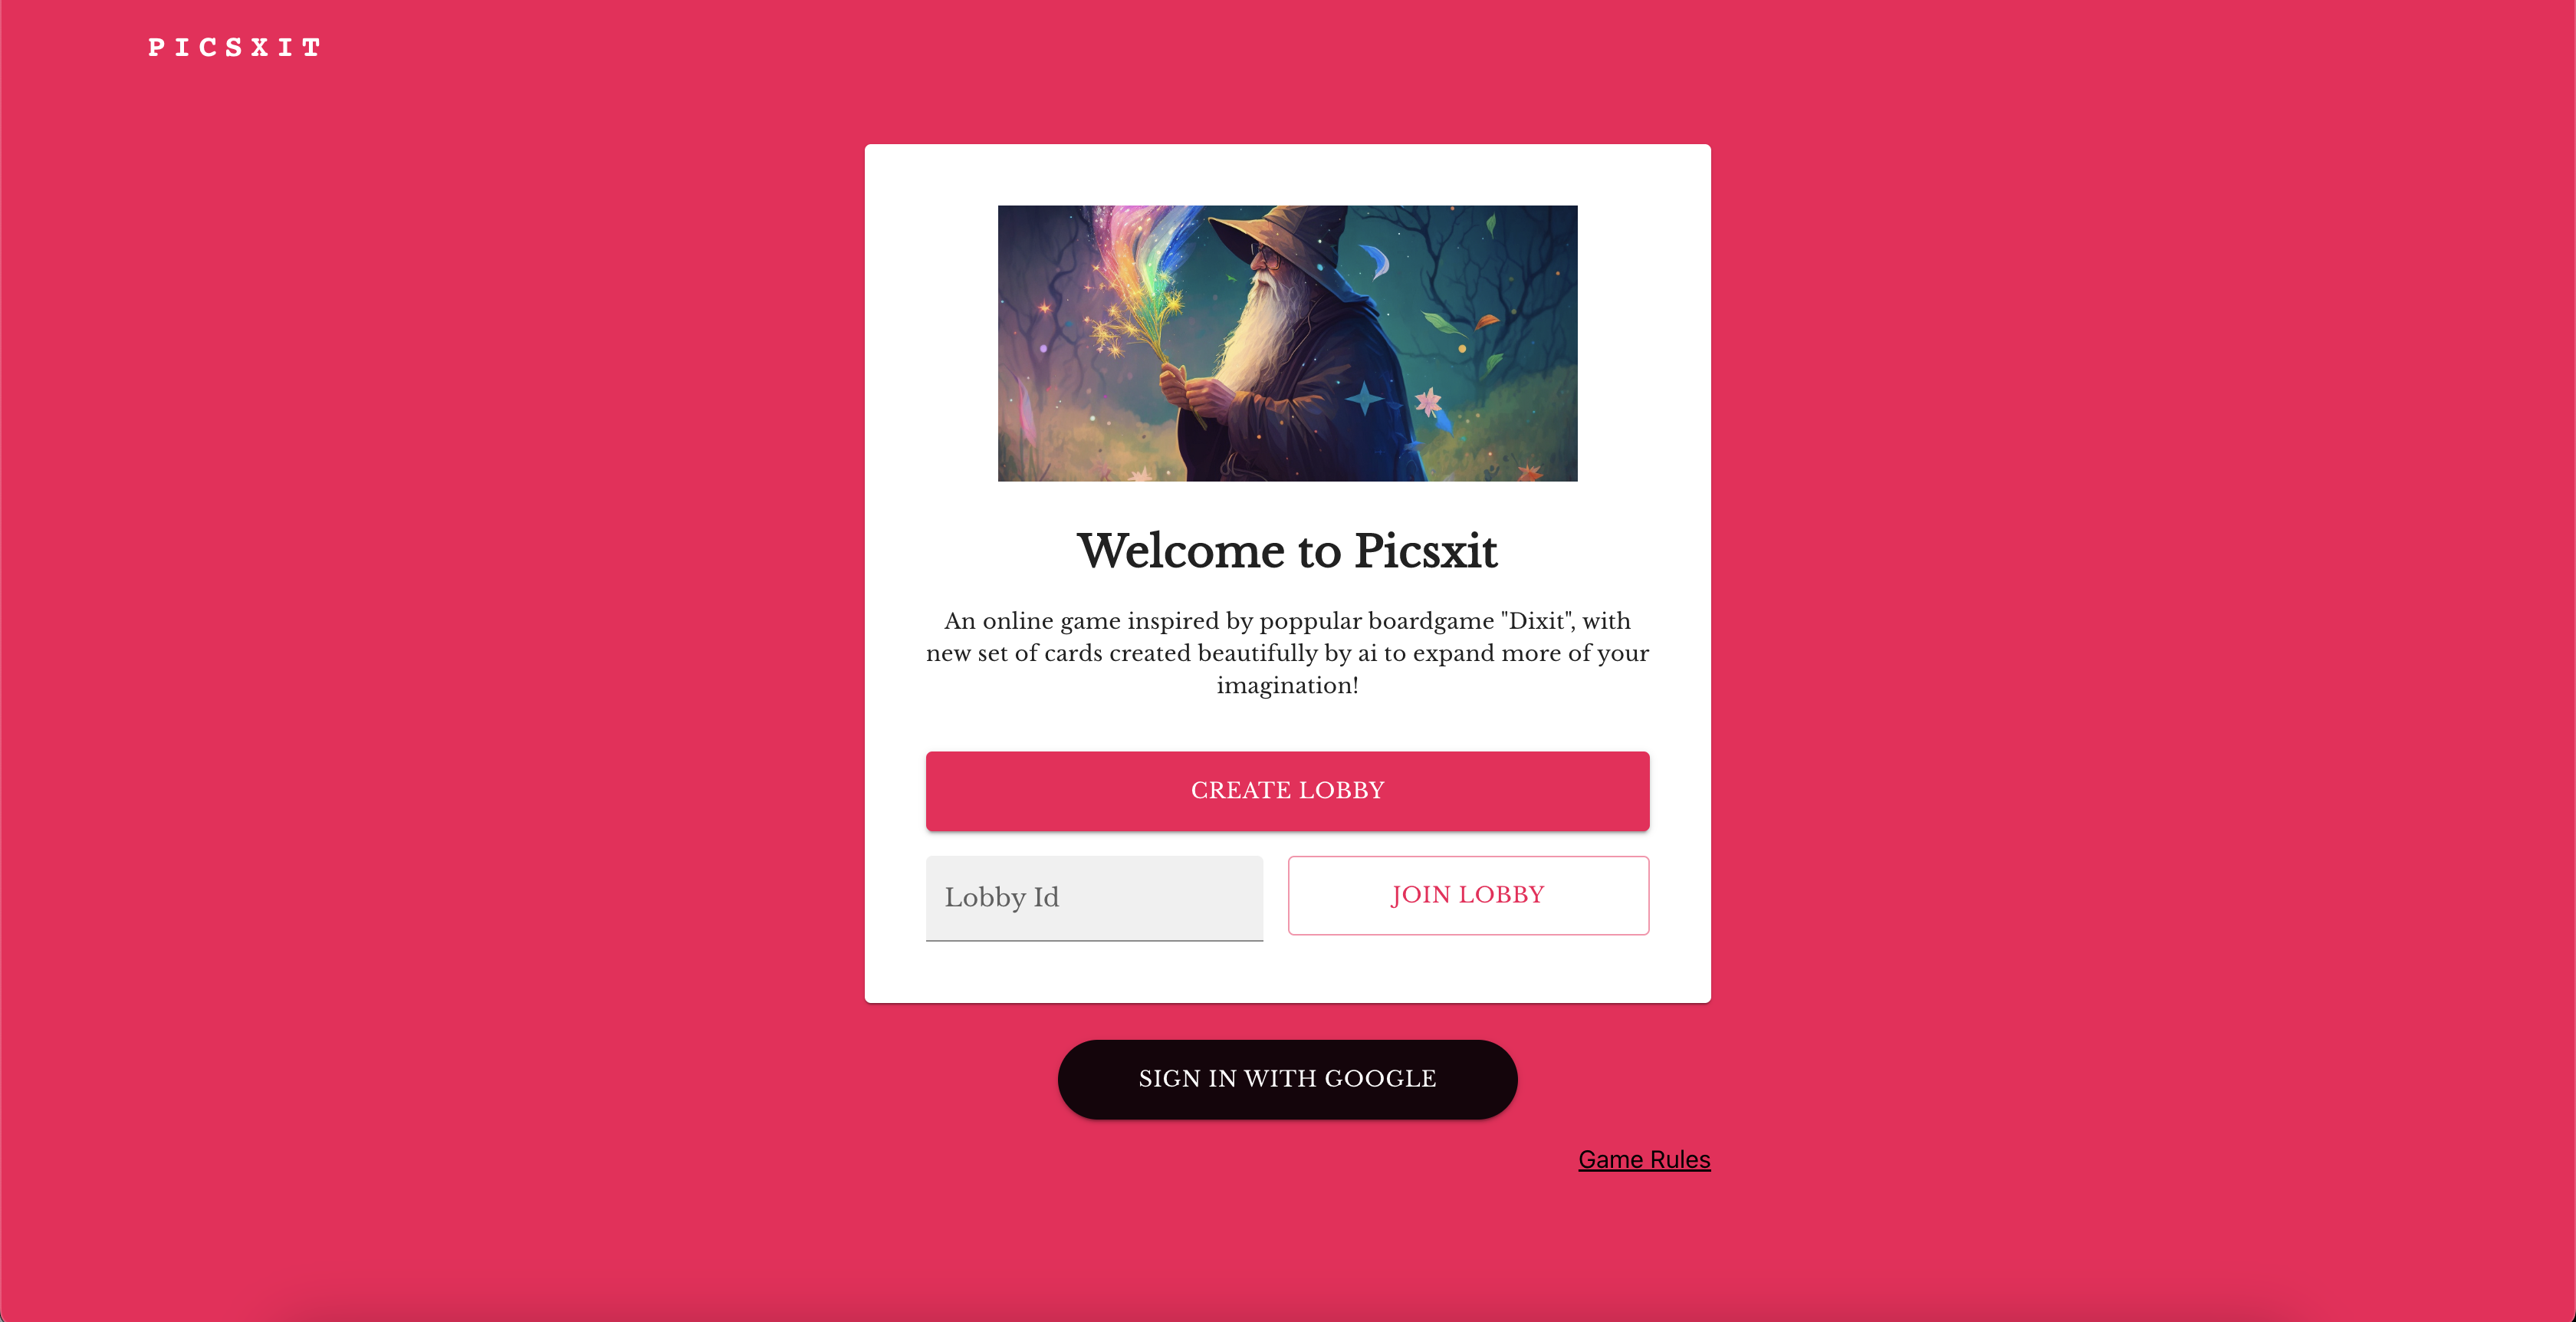 PICSXIT
Welcome to Picsxit
An online game inspired by poppular boardgame "Dixit", with
new set of cards created beautifully by ai to expand more of your
imagination!
CREATE LOBBY
Lobby Id
JOIN LOBBY
SIGN IN WITH GOOGLE
Game Rules